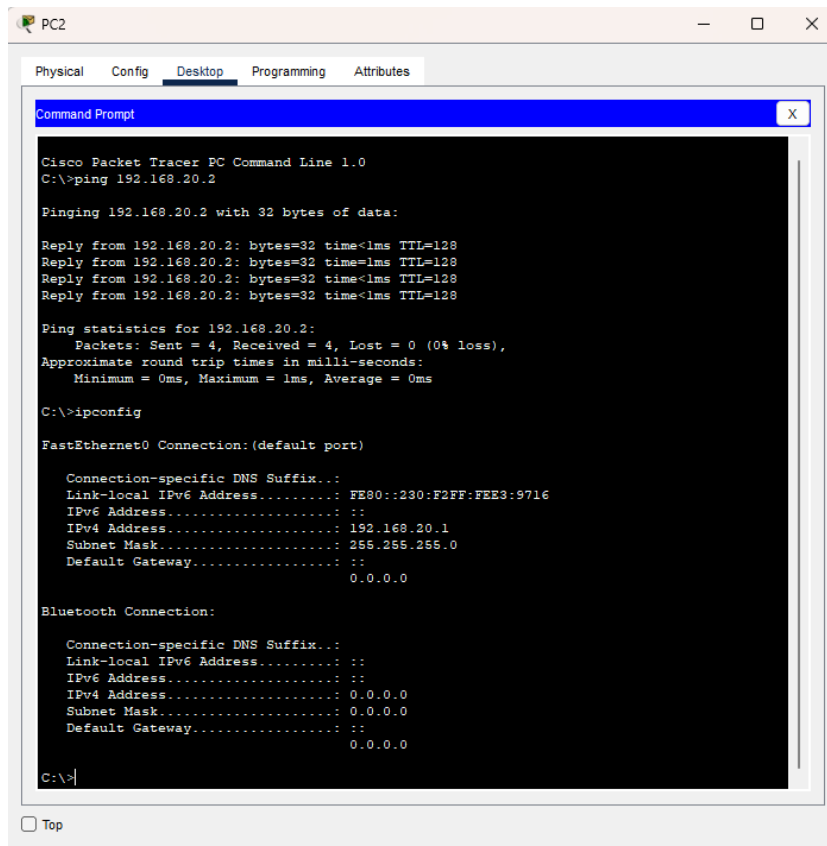 PC2
Physical Config Desktop Programming Attributes
Command Prompt
X
Cisco Packet Tracer PC Command Line 1.0
C:\>ping 192.168.20.2
Pinging 192.168.20.2 with 32 bytes of data:
Reply from 192.168.20.2: bytes=32 time<1ms TTL=128
Reply from 192.168.20.2: bytes=32 time=1ms TTL=128
Reply from 192.168.20.2: bytes=32 time<1ms TTL=128
Reply from 192.168.20.2: bytes=32 time<1ms TTL=128
Ping statistics for 192.168.20.2:
Packets: Sent = 4, Received = 4, Lost = 0 (0% loss),
Approximate round trip times in milli-seconds:
Minimum = 0ms, Maximum = 1ms, Average = 0ms
C:\>ipconfig
FastEthernet0 Connection:(default port)
Connection-specific DNS Suffix..:
Link-local IPv6 Address.........: FE80::230:F2FF:FEE3:9716
IPv6 Address....................: ::
IPv4 Address....................: 192.168.20.1
Subnet Mask.....................: 255.255.255.0
Default Gateway.................: ::
0.0.0.0
Bluetooth Connection:
Connection-specific DNS Suffix..:
Link-local IPv6 Address.........: ::
IPv6 Address....................: ::
IPv4 Address....................: 0.0.0.0
Subnet Mask.....................: 0.0.0.0
Default Gateway.................: ::
0.0.0.0
C:\>
Top